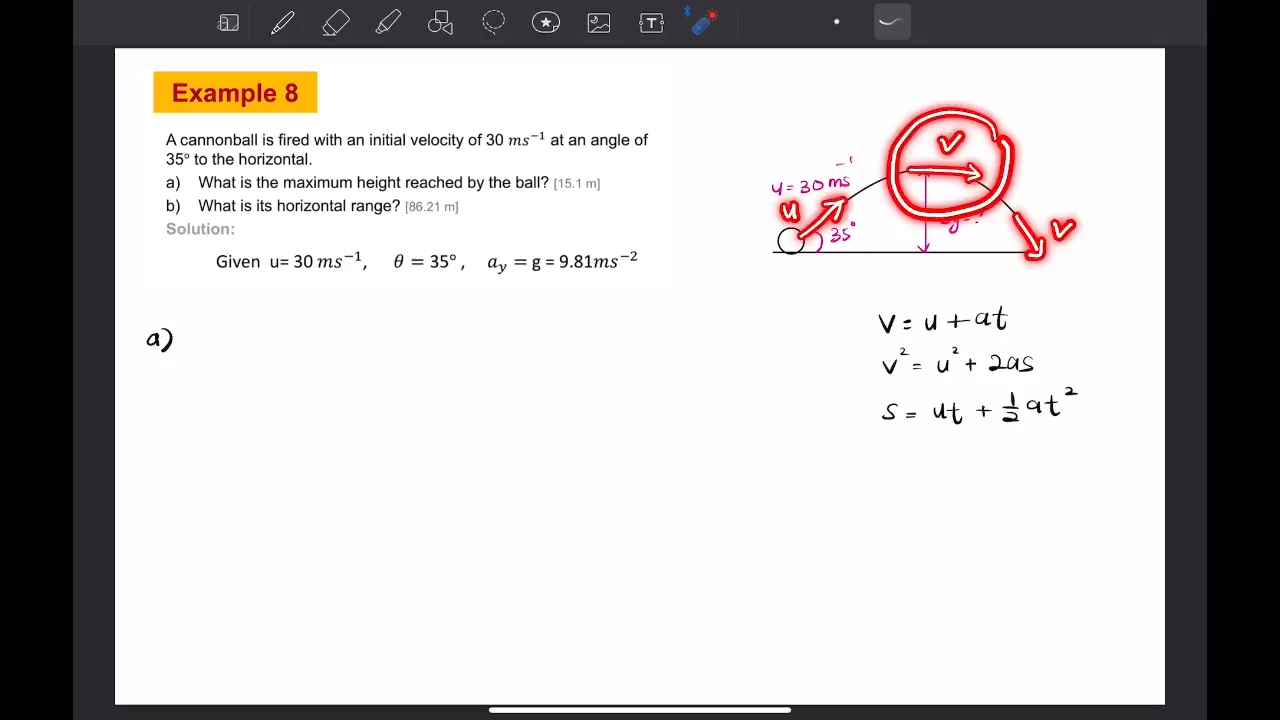 Example 8
A cannonball is fired with an initial velocity of 30 ms⁻¹ at an angle of
35° to the horizontal.
a) What is the maximum height reached by the ball? [15.1 m]
b) What is its horizontal range? [86.21 m]
Solution:
Given u= 30 ms⁻¹, θ = 35°, a_y = g = 9.81ms⁻²
u = 30 ms⁻¹
u
35°
v
v
a)
v = u + at
v² = u² + 2as
s = ut + ½at²
T